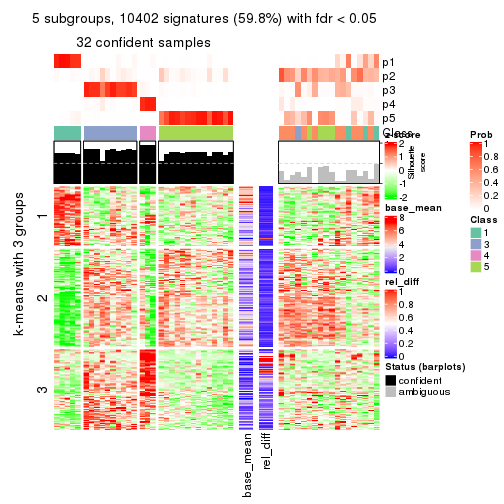 5 subgroups, 10402 signatures (59.8%) with fdr < 0.05
32 confident samples
p1
p2
p3
p4
p5
Class
Silhouette
score
1
2
3
k-means with 3 groups
base_mean
rel_diff
z-score
2
1
0
-1
-2
base_mean
8
6
4
2
0
rel_diff
1
0.8
0.6
0.4
0.2
0
Status (barplots)
confident
ambiguous
Prob
1
0.8
0.6
0.4
0.2
0
Class
1
3
4
5